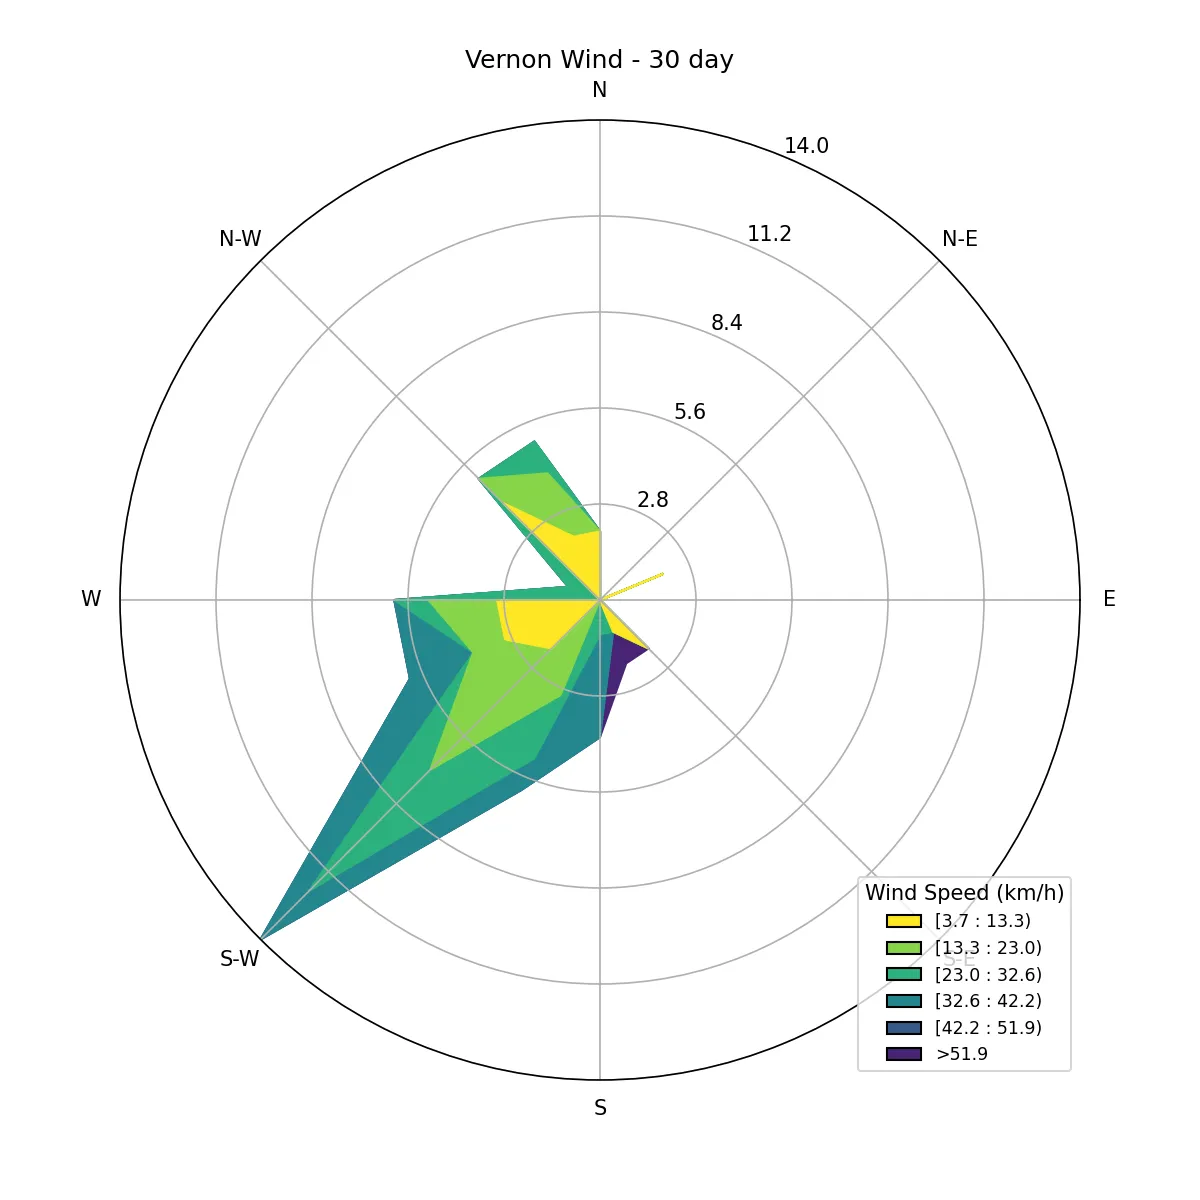 Vernon Wind - 30 day
N
14.0
N-W
11.2
N-E
8.4
5.6
2.8
W
E
S-W
S-E
Wind Speed (km/h)
[3.7 : 13.3)
[13.3 : 23.0)
[23.0 : 32.6)
[32.6 : 42.2)
[42.2 : 51.9)
>51.9
S